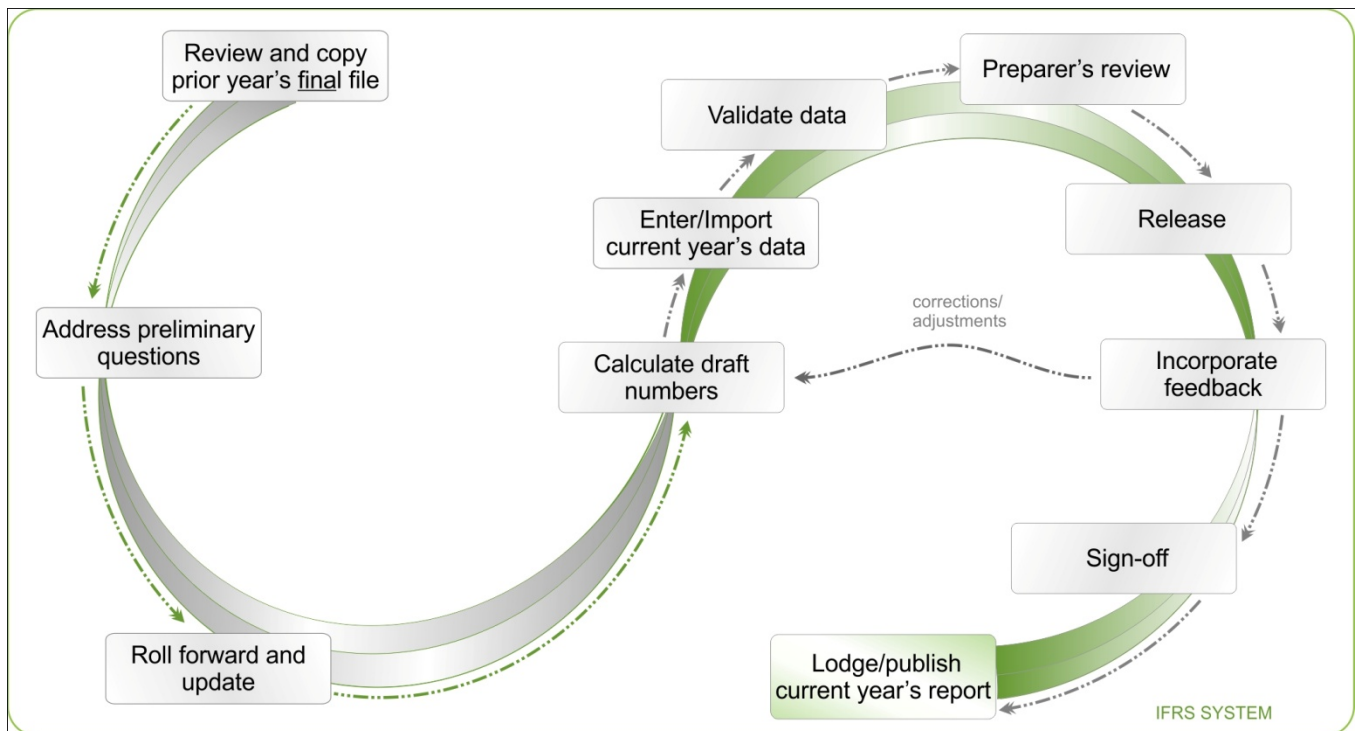 Review and copy
prior year's final file
Address preliminary
questions
Roll forward and
update
Calculate draft
numbers
Enter/Import
current year's data
Validate data
Preparer's review
Release
Incorporate
feedback
corrections/
adjustments
Sign-off
Lodge/publish
current year's report
IFRS SYSTEM